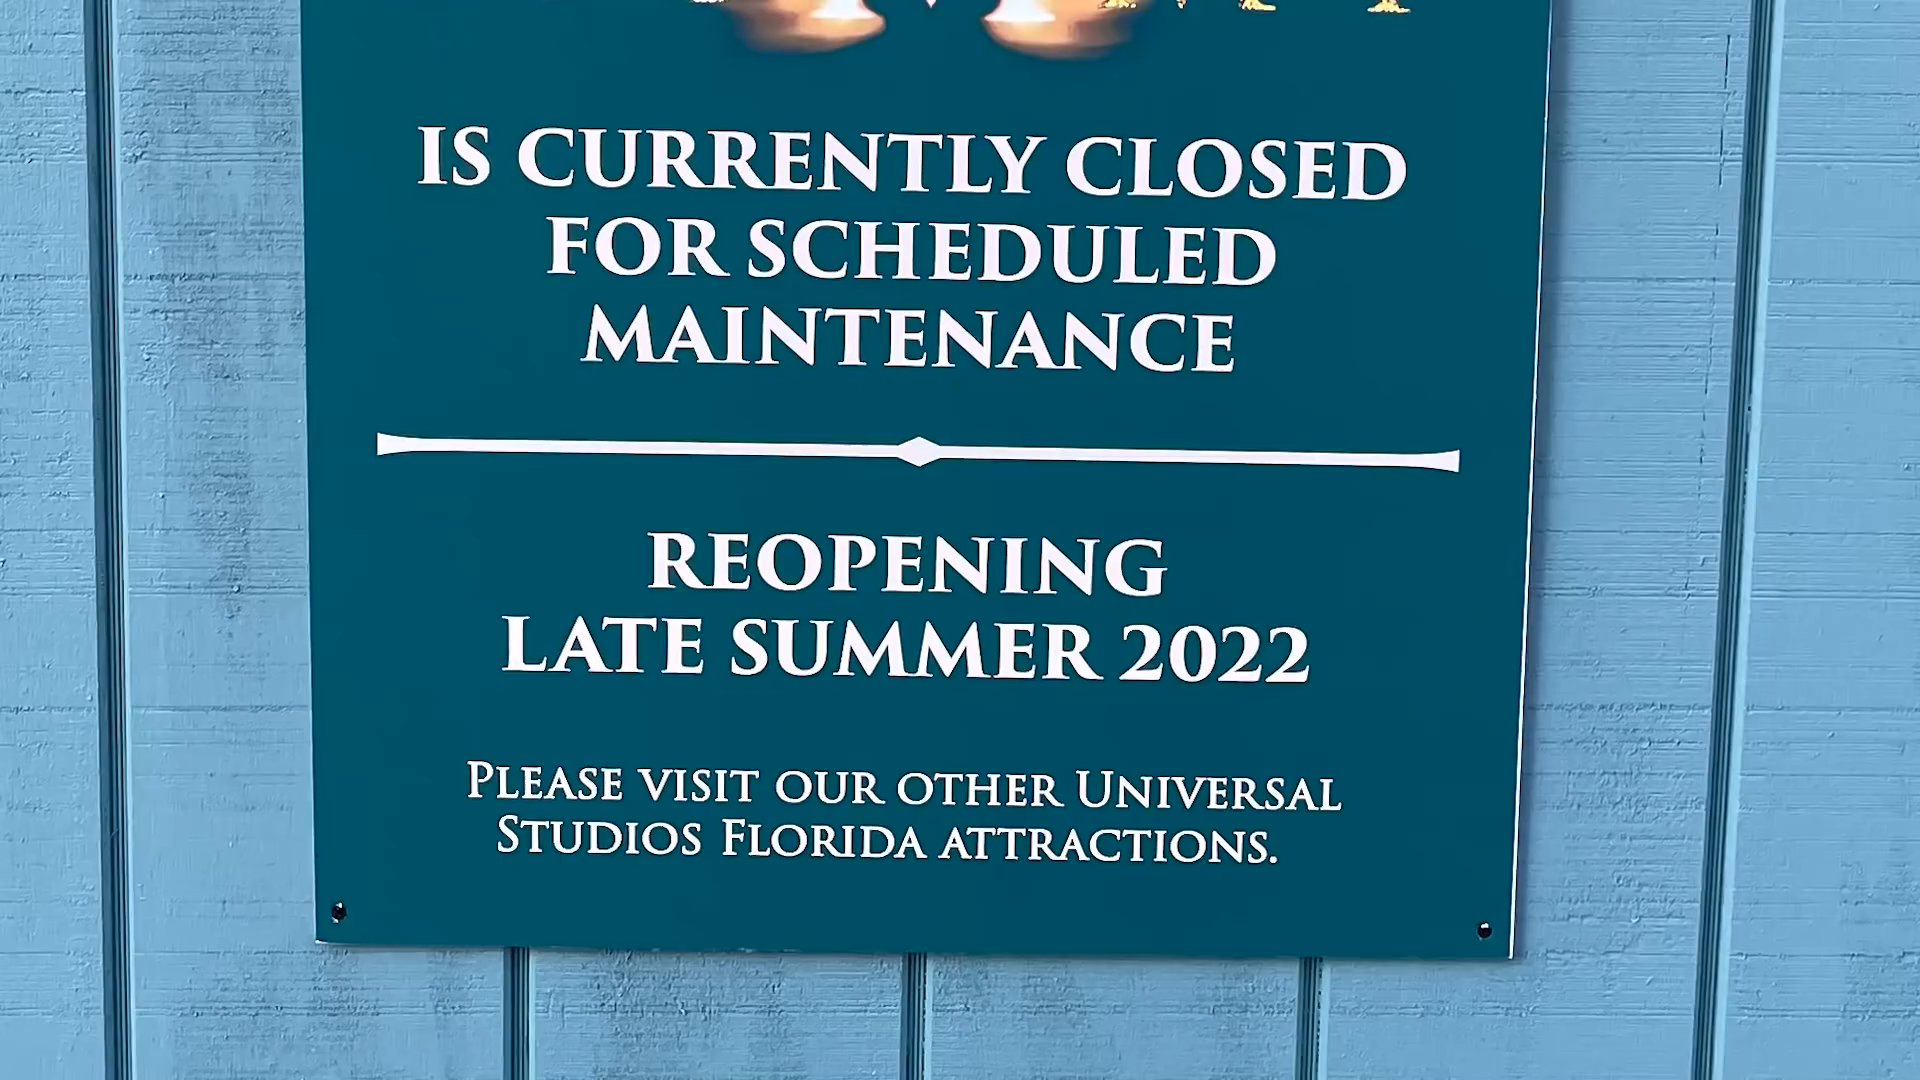 IS CURRENTLY CLOSED
FOR SCHEDULED
MAINTENANCE
REOPENING
LATE SUMMER 2022
PLEASE VISIT OUR OTHER UNIVERSAL
STUDIOS FLORIDA ATTRACTIONS.